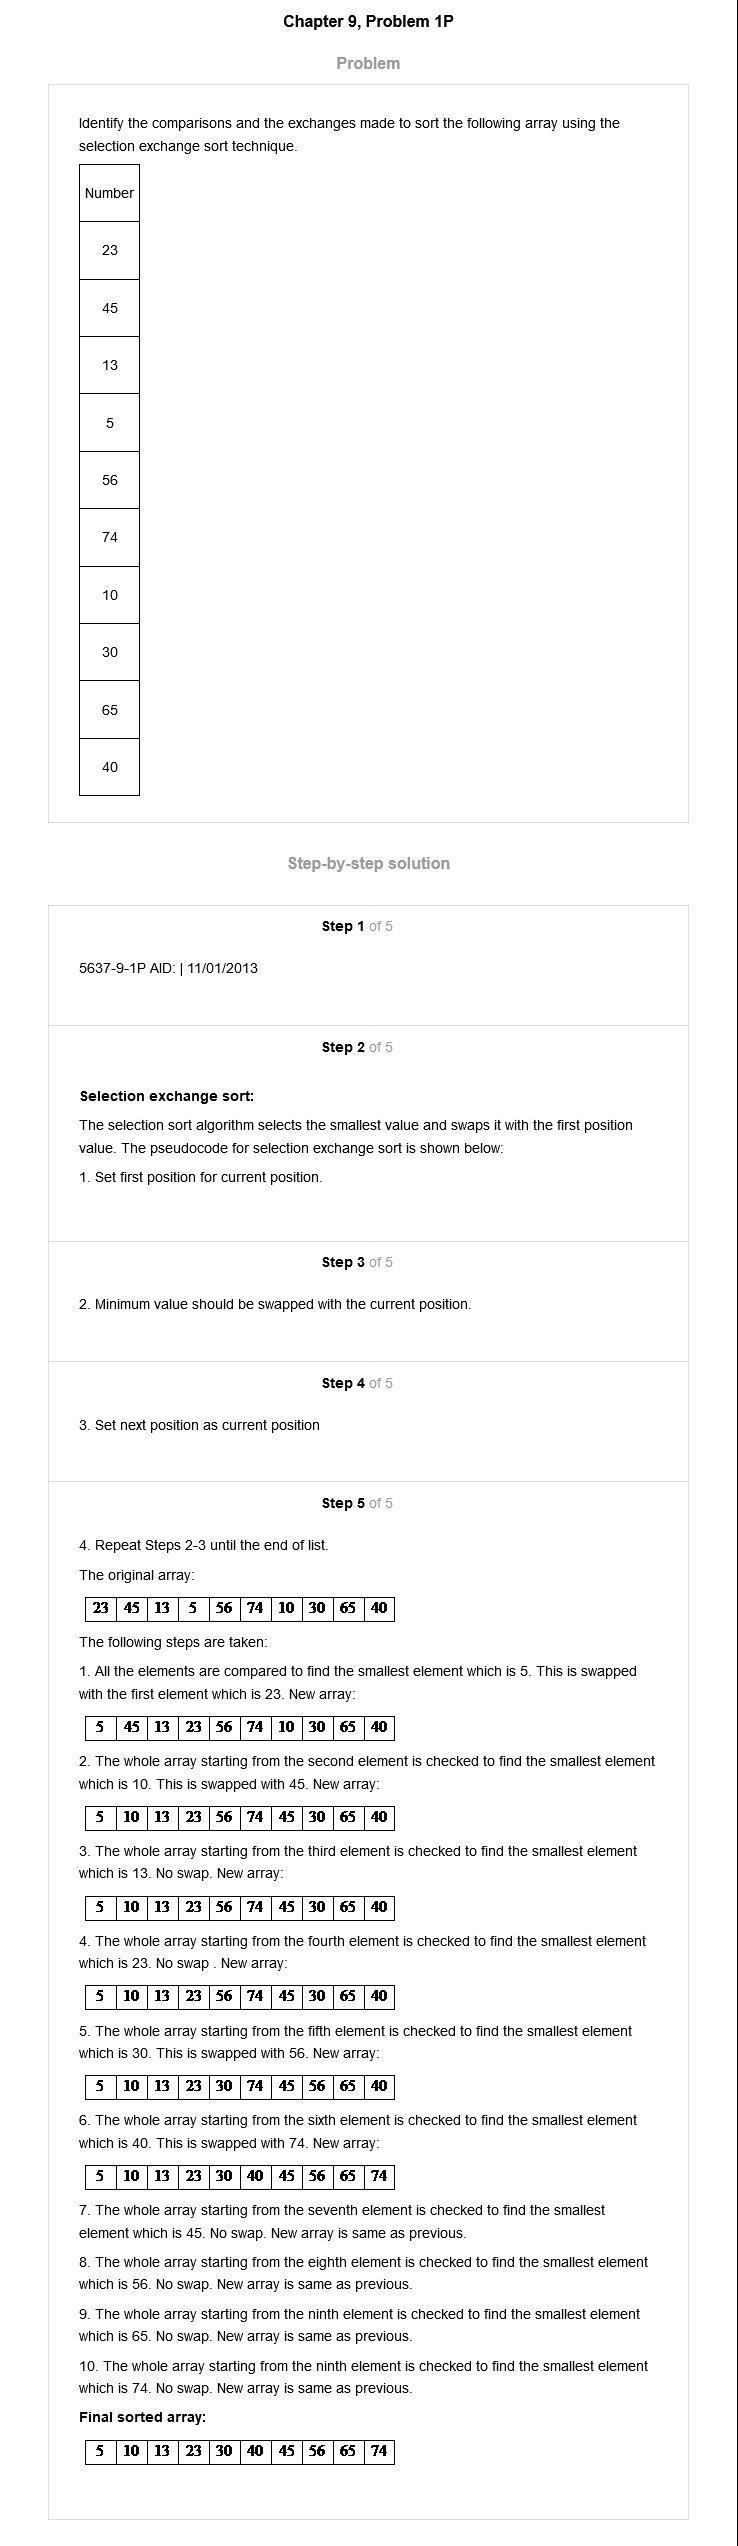 Chapter 9, Problem 1P
Problem
Identify the comparisons and the exchanges made to sort the following array using the
selection exchange sort technique.
Number
23
45
13
5
56
74
10
30
65
40
Step-by-step solution
Step 1 of 5
5637-9-1P AID: | 11/01/2013
Step 2 of 5
Selection exchange sort:
The selection sort algorithm selects the smallest value and swaps it with the first position
value. The pseudocode for selection exchange sort is shown below:
1. Set first position for current position.
Step 3 of 5
2. Minimum value should be swapped with the current position.
Step 4 of 5
3. Set next position as current position
Step 5 of 5
4. Repeat Steps 2-3 until the end of list.
The original array:
23 45 13 5 56 74 10 30 65 40
The following steps are taken:
1. All the elements are compared to find the smallest element which is 5. This is swapped
with the first element which is 23. New array:
5 45 13 23 56 74 10 30 65 40
2. The whole array starting from the second element is checked to find the smallest element
which is 10. This is swapped with 45. New array:
5 10 13 23 56 74 45 30 65 40
3. The whole array starting from the third element is checked to find the smallest element
which is 13. No swap. New array:
5 10 13 23 56 74 45 30 65 40
4. The whole array starting from the fourth element is checked to find the smallest element
which is 23. No swap . New array:
5 10 13 23 56 74 45 30 65 40
5. The whole array starting from the fifth element is checked to find the smallest element
which is 30. This is swapped with 56. New array:
5 10 13 23 30 74 45 56 65 40
6. The whole array starting from the sixth element is checked to find the smallest element
which is 40. This is swapped with 74. New array:
5 10 13 23 30 40 45 56 65 74
7. The whole array starting from the seventh element is checked to find the smallest
element which is 45. No swap. New array is same as previous.
8. The whole array starting from the eighth element is checked to find the smallest element
which is 56. No swap. New array is same as previous.
9. The whole array starting from the ninth element is checked to find the smallest element
which is 65. No swap. New array is same as previous.
10. The whole array starting from the ninth element is checked to find the smallest element
which is 74. No swap. New array is same as previous.
Final sorted array:
5 10 13 23 30 40 45 56 65 74